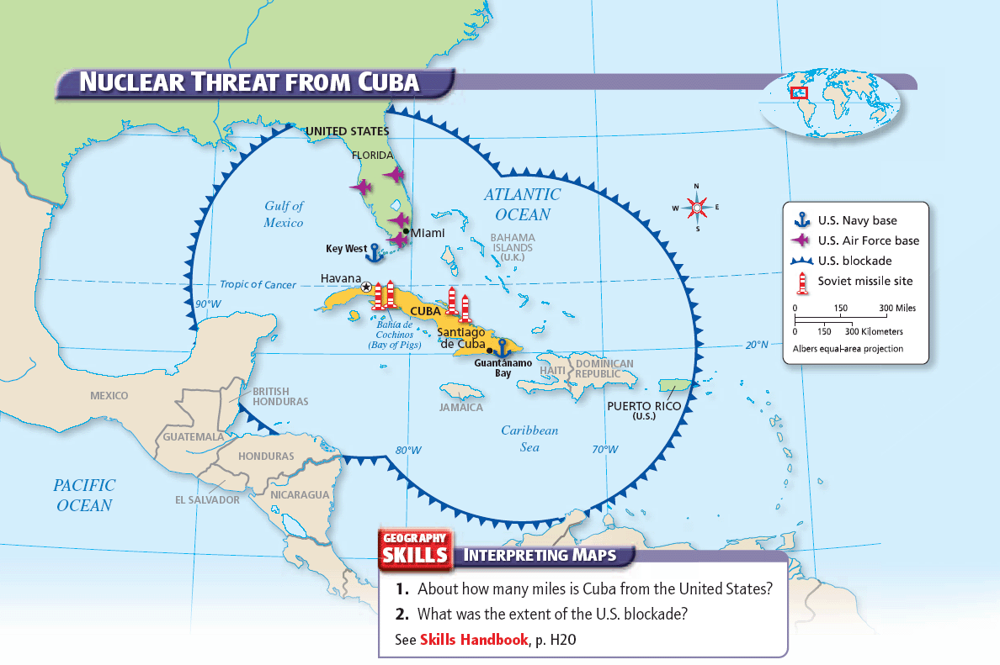 NUCLEAR THREAT FROM CUBA
UNITED STATES
FLORIDA
Gulf of
Mexico
ATLANTIC
OCEAN
N
W
E
S
Miami
Key West
BAHAMA
ISLANDS
(U.K.)
Havana
Tropic of Cancer
90°W
CUBA
Bahía de
Cochinos
(Bay of Pigs)
Santiago
de Cuba
Guantánamo
Bay
20°N
HAITI
DOMINICAN
REPUBLIC
JAMAICA
PUERTO RICO
(U.S.)
MEXICO
BRITISH
HONDURAS
GUATEMALA
HONDURAS
EL SALVADOR
NICARAGUA
Caribbean
Sea
80°W
70°W
PACIFIC
OCEAN
U.S. Navy base
U.S. Air Force base
U.S. blockade
Soviet missile site
0 150 300 Miles
0 150 300 Kilometers
Albers equal-area projection
GEOGRAPHY
SKILLS
INTERPRETING MAPS
1. About how many miles is Cuba from the United States?
2. What was the extent of the U.S. blockade?
See Skills Handbook, p. H20